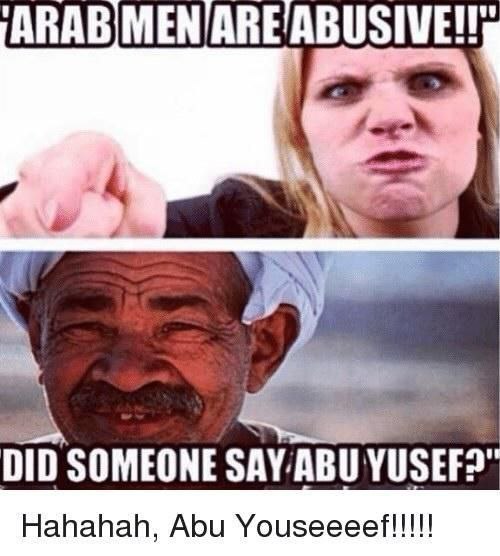 "ARAB MEN ARE ABUSIVE!!"
DID SOMEONE SAY ABU YUSEF?"
Hahahah, Abu Youseeeef!!!!!